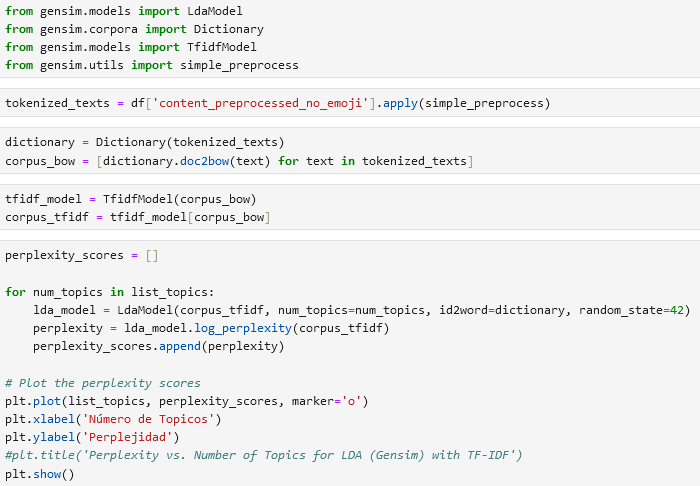 from gensim.models import LdaModel
from gensim.corpora import Dictionary
from gensim.models import TfidfModel
from gensim.utils import simple_preprocess
tokenized_texts = df['content_preprocessed_no_emoji'].apply(simple_preprocess)
dictionary = Dictionary(tokenized_texts)
corpus_bow = [dictionary.doc2bow(text) for text in tokenized_texts]
tfidf_model = TfidfModel(corpus_bow)
corpus_tfidf = tfidf_model[corpus_bow]
perplexity_scores = []
for num_topics in list_topics:
    lda_model = LdaModel(corpus_tfidf, num_topics=num_topics, id2word=dictionary, random_state=42)
    perplexity = lda_model.log_perplexity(corpus_tfidf)
    perplexity_scores.append(perplexity)
# Plot the perplexity scores
plt.plot(list_topics, perplexity_scores, marker='o')
plt.xlabel('Número de Topicos')
plt.ylabel('Perplejidad')
#plt.title('Perplexity vs. Number of Topics for LDA (Gensim) with TF-IDF')
plt.show()